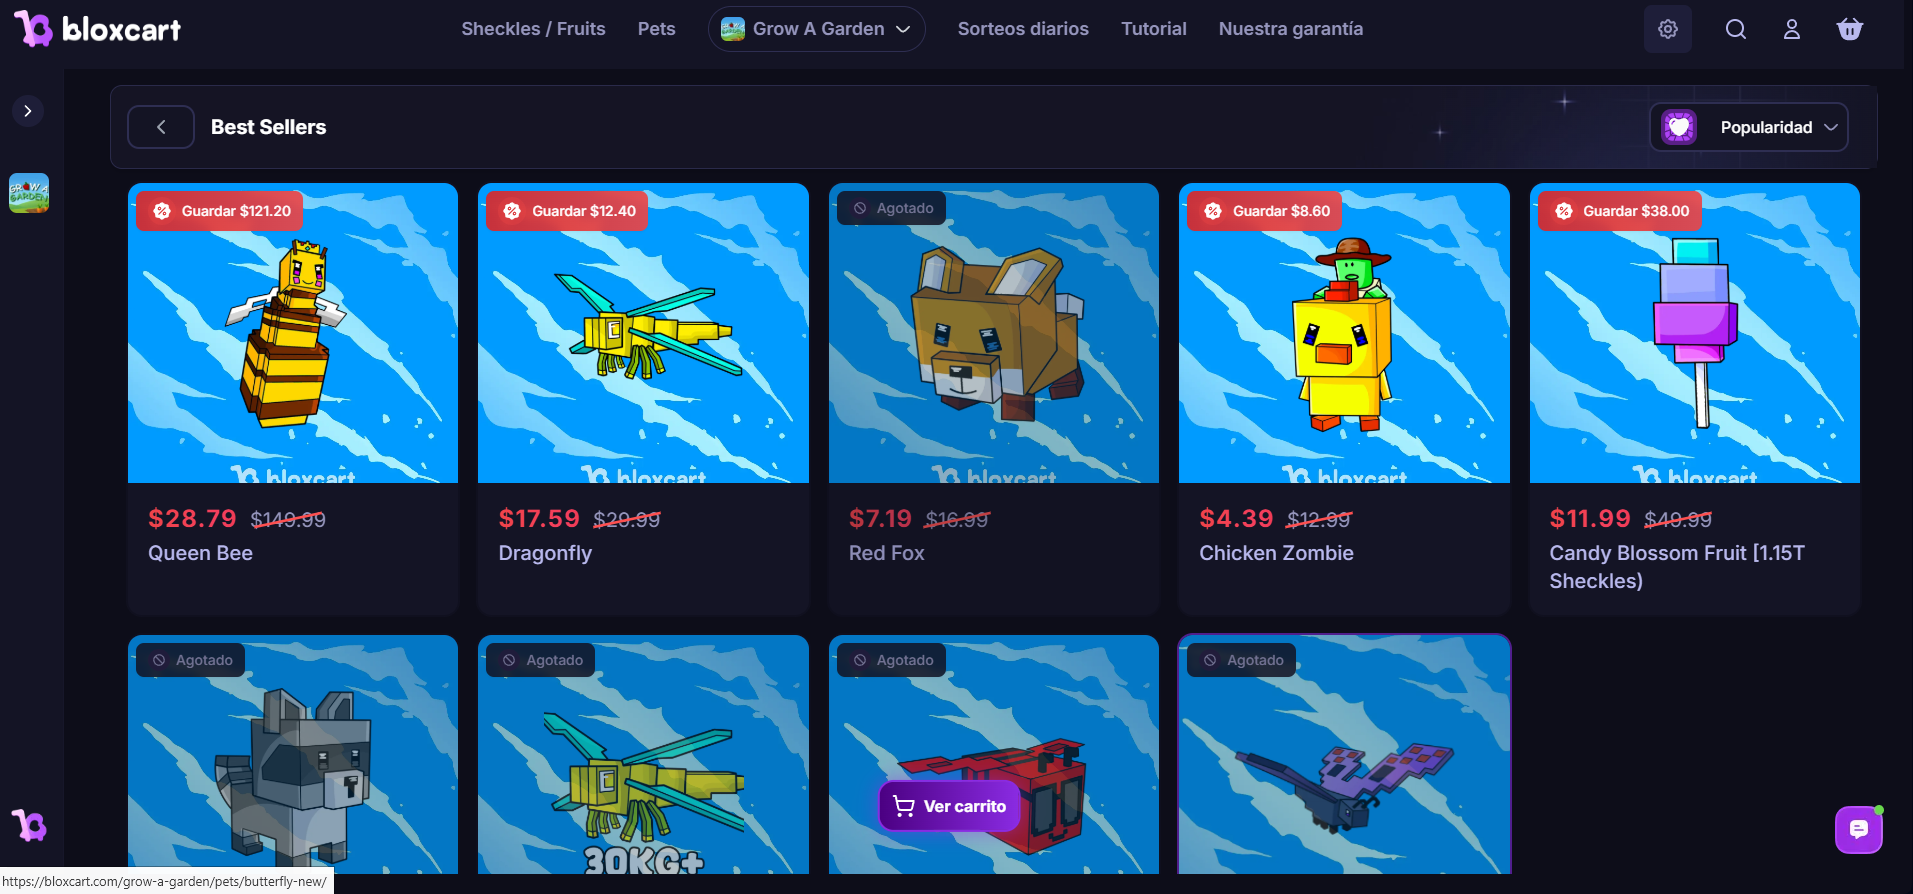 bloxcart
Sheckles / Fruits
Pets
Grow A Garden
Sorteos diarios
Tutorial
Nuestra garantía
Best Sellers
Popularidad
GROW A
GARDEN
Guardar $121.20
Guardar $12.40
Agotado
Guardar $8.60
Guardar $38.00
bloxcart
bloxcart
bloxcart
bloxcart
bloxcart
$28.79 $149.99
Queen Bee
$17.59 $29.99
Dragonfly
$7.19 $16.99
Red Fox
$4.39 $12.99
Chicken Zombie
$11.99 $49.99
Candy Blossom Fruit [1.15T
Sheckles)
Agotado
Agotado
Agotado
Agotado
30KG+
Ver carrito
https://bloxcart.com/grow-a-garden/pets/butterfly-new/